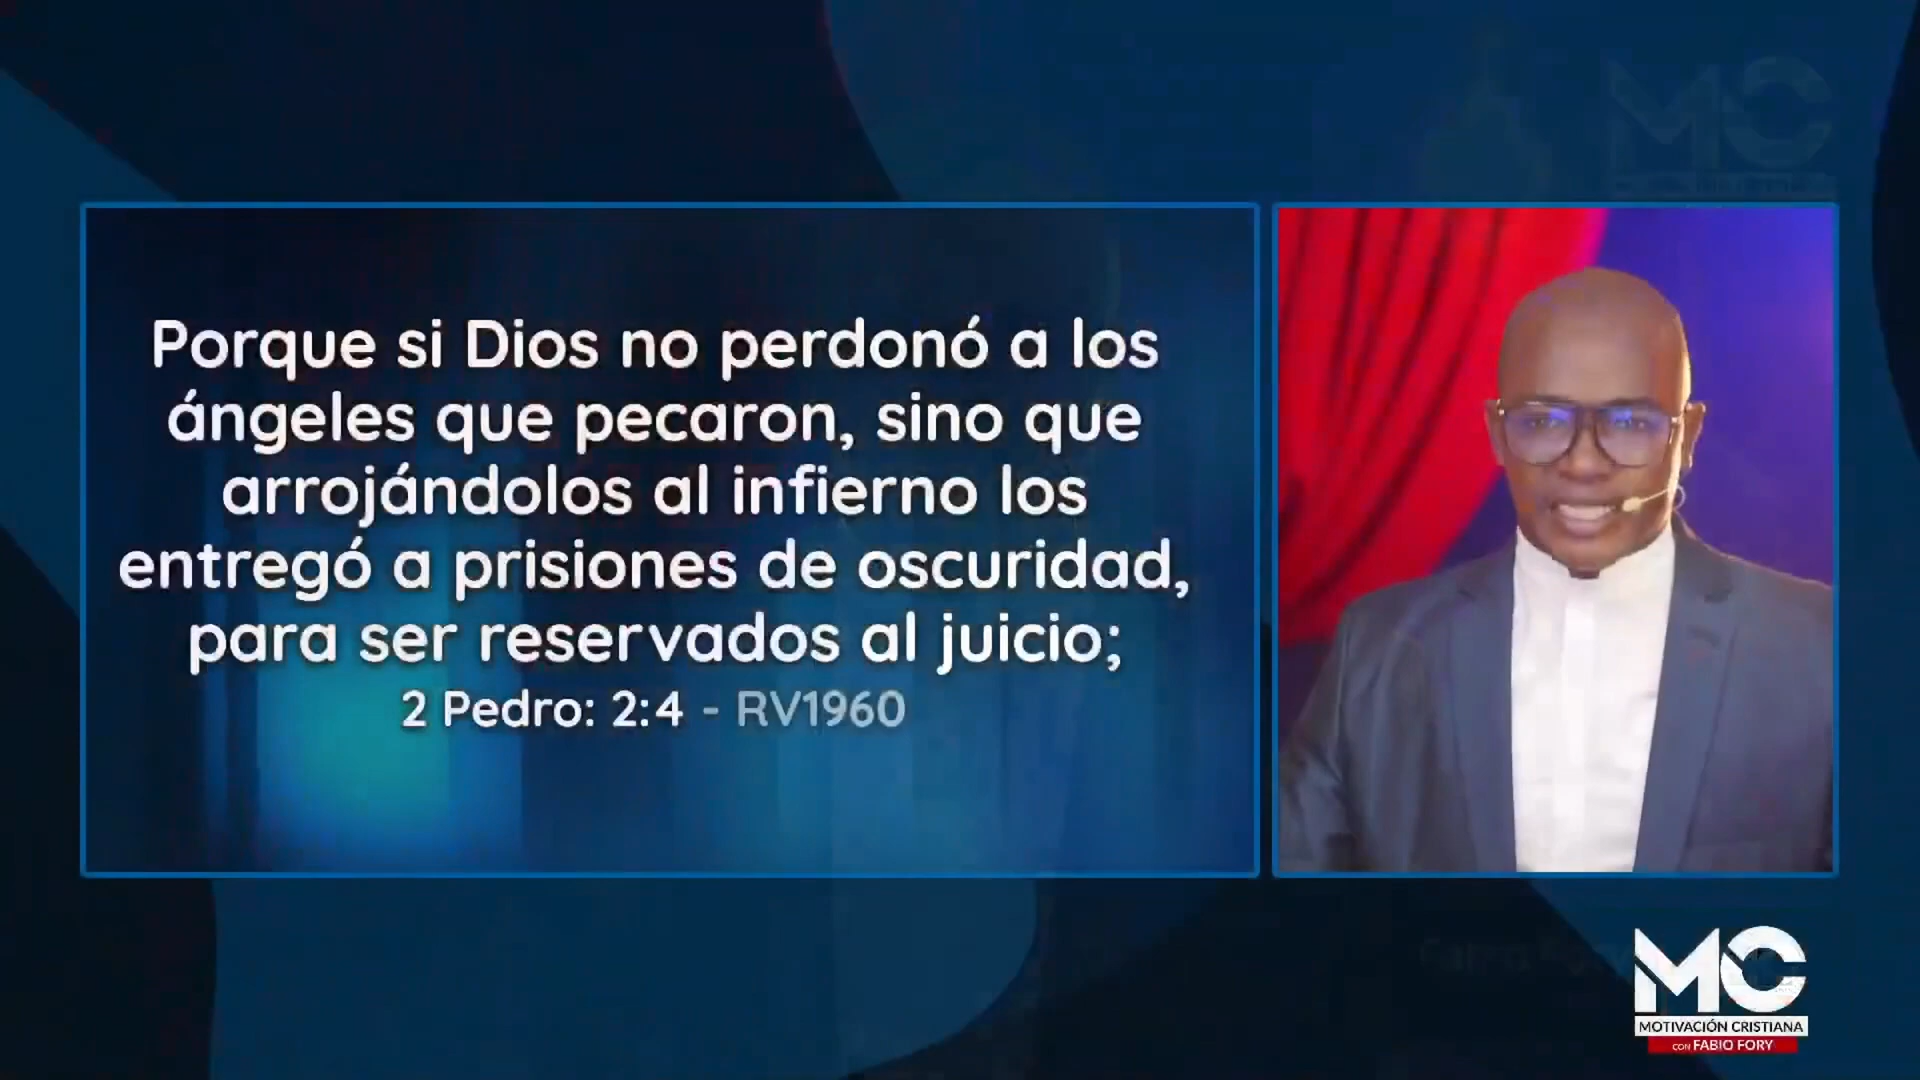 Porque si Dios no perdonó a los
ángeles que pecaron, sino que
arrojándolos al infierno los
entregó a prisiones de oscuridad,
para ser reservados al juicio;
2 Pedro: 2:4 - RV1960
MC
MC
MOTIVACIÓN CRISTIANA
CON FABIO FORY